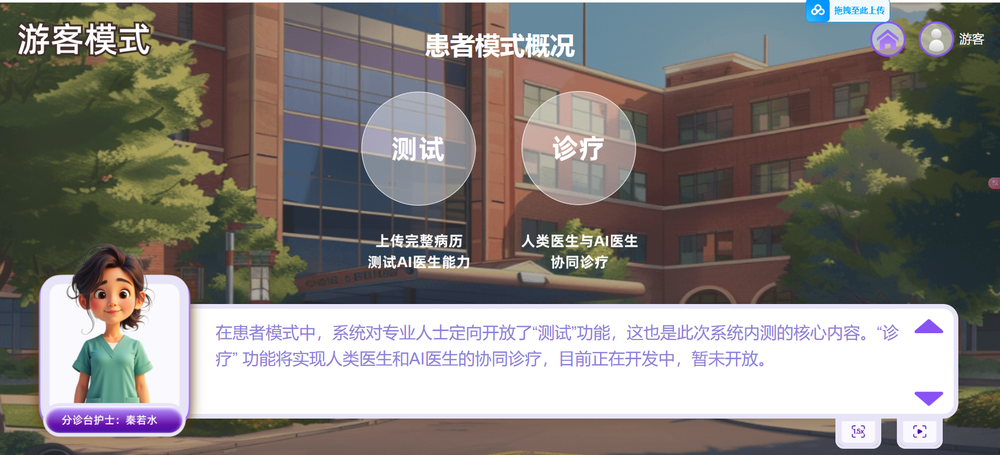 拖拽至此上传
游客模式
患者模式概况
游客
测试
诊疗
上传完整病历
测试AI医生能力
人类医生与AI医生
协同诊疗
在患者模式中，系统对专业人士定向开放了“测试”功能，这也是此次系统内测的核心内容。“诊
疗” 功能将实现人类医生和AI医生的协同诊疗，目前正在开发中，暂未开放。
分诊台护士：秦若水
1.5x